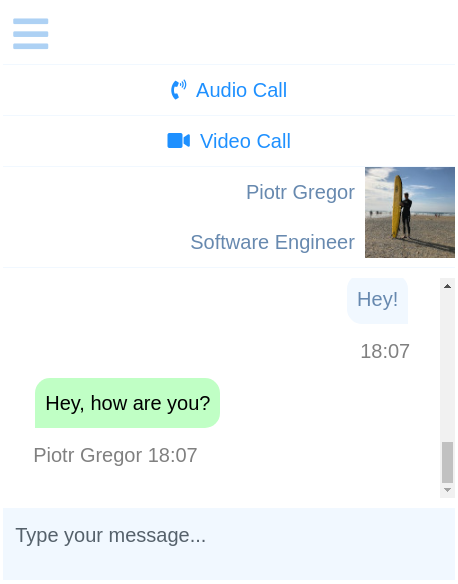 Audio Call
Video Call
Piotr Gregor
Software Engineer
Hey!
18:07
Hey, how are you?
Piotr Gregor 18:07
Type your message...